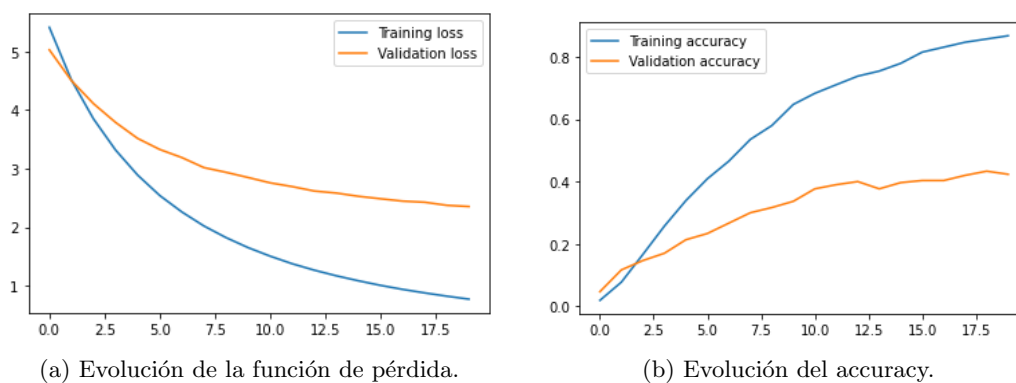 Training loss
Validation loss
5
4
3
2
1
0.0 2.5 5.0 7.5 10.0 12.5 15.0 17.5
(a) Evolución de la función de pérdida.
Training accuracy
Validation accuracy
0.8
0.6
0.4
0.2
0.0
0.0 2.5 5.0 7.5 10.0 12.5 15.0 17.5
(b) Evolución del accuracy.